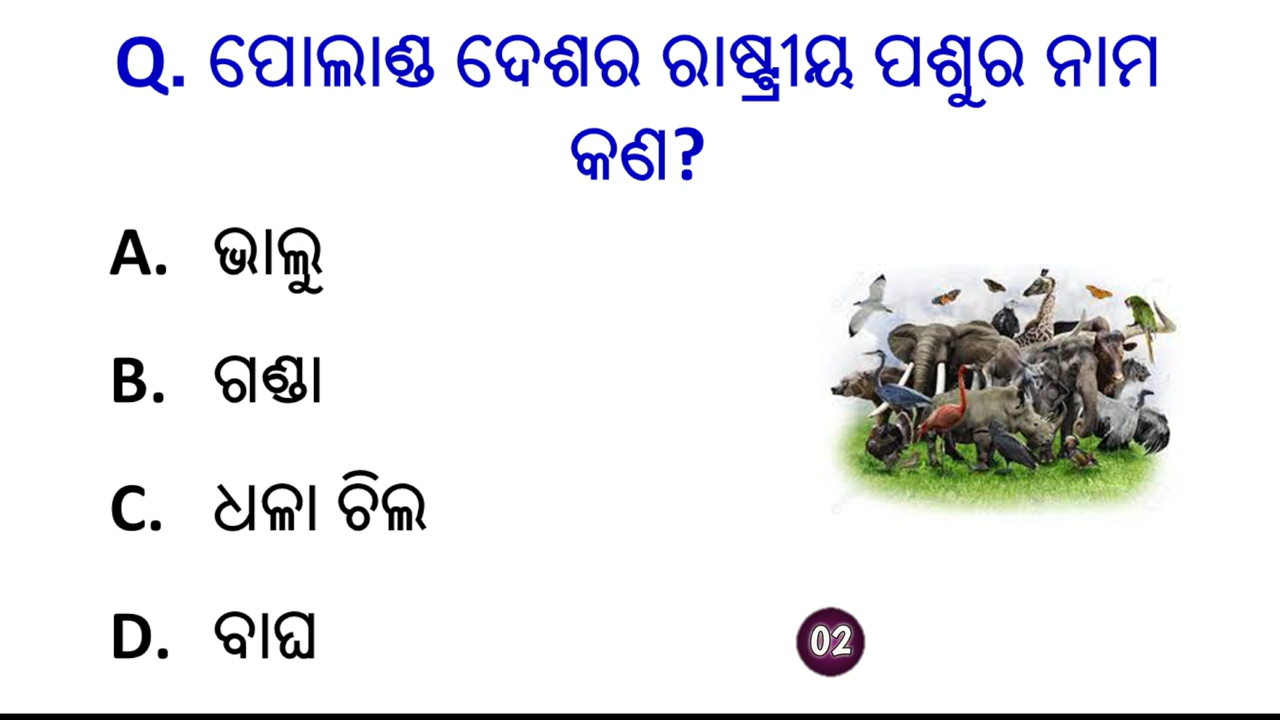 Q. ପୋଲାଣ୍ଡ ଦେଶର ରାଷ୍ଟ୍ରୀୟ ପଶୁର ନାମ
କଣ?
A. ଭାଲୁ
B. ଗଣ୍ଡା
C. ଧଳା ଚିଲ
D. ବାଘ
02